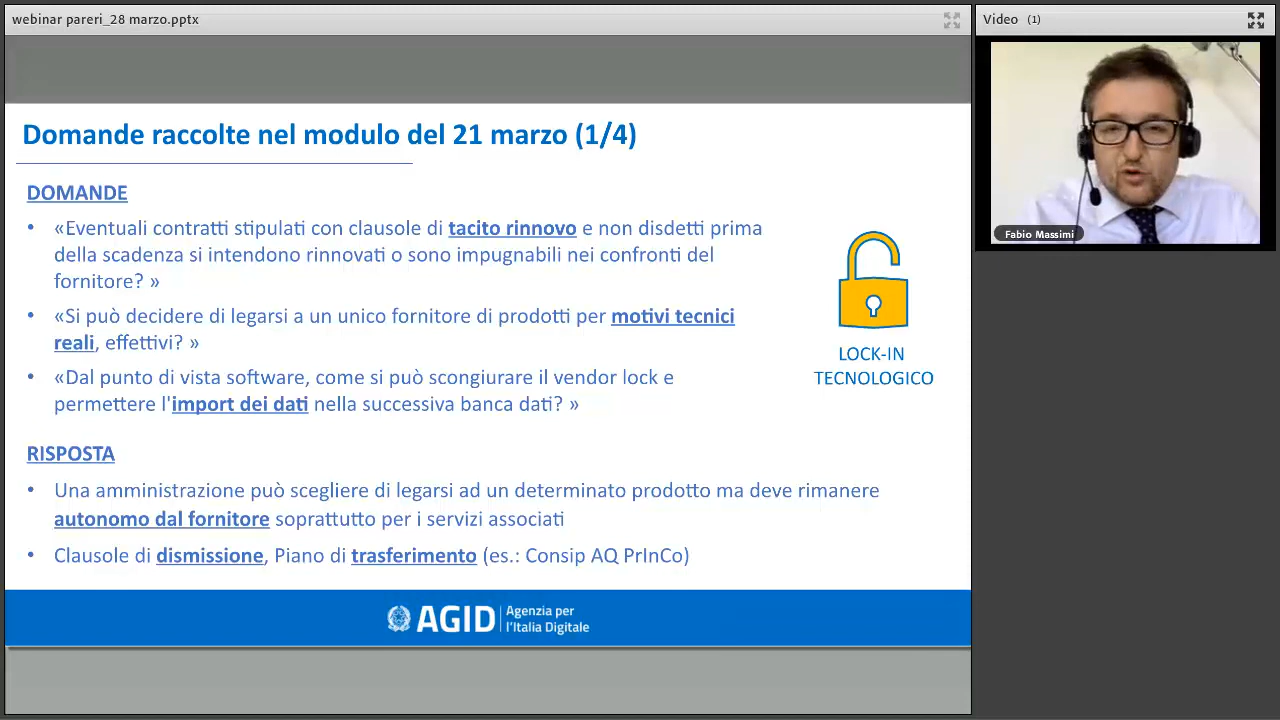 webinar pareri_28 marzo.pptx
Video (1)
Domande raccolte nel modulo del 21 marzo (1/4)
DOMANDE
• «Eventuali contratti stipulati con clausole di tacito rinnovo e non disdetti prima
della scadenza si intendono rinnovati o sono impugnabili nei confronti del
fornitore? »
• «Si può decidere di legarsi a un unico fornitore di prodotti per motivi tecnici
reali, effettivi? »
• «Dal punto di vista software, come si può scongiurare il vendor lock e
permettere l'import dei dati nella successiva banca dati? »
LOCK-IN
TECNOLOGICO
RISPOSTA
• Una amministrazione può scegliere di legarsi ad un determinato prodotto ma deve rimanere
autonomo dal fornitore soprattutto per i servizi associati
• Clausole di dismissione, Piano di trasferimento (es.: Consip AQ PrInCo)
AGID
Agenzia per
l'Italia Digitale
Fabio Massimi